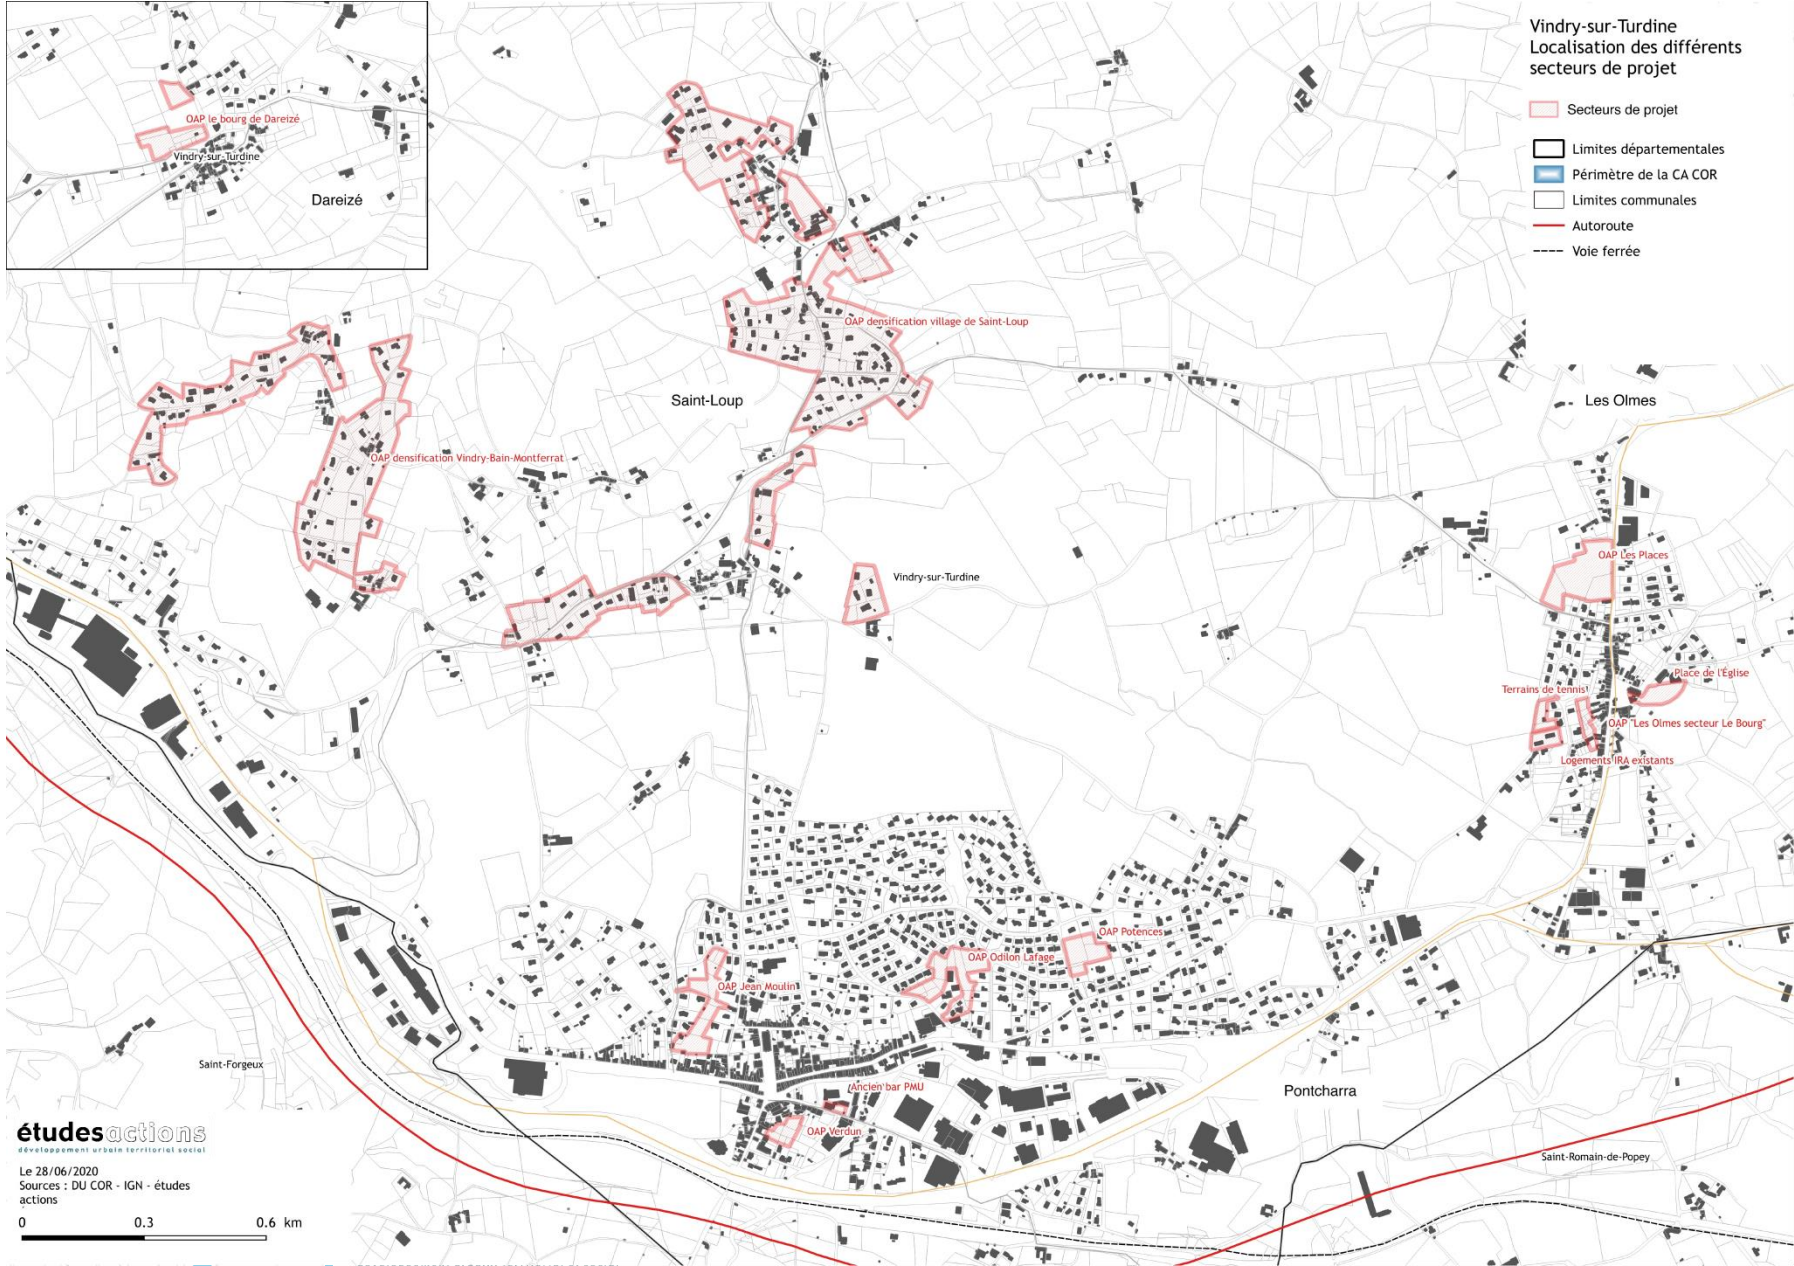 Vindry-sur-Turdine
Localisation des différents
secteurs de projet
Secteurs de projet
Limites départementales
Périmètre de la CA COR
Limites communales
Autoroute
Voie ferrée
OAP le bourg de Dareizé
Vindry-sur-Turdine
Dareizé
OAP densification village de Saint-Loup
Saint-Loup
Les Olmes
OAP densification Vindry-Bain-Montferrat
OAP Les Places
Vindry-sur-Turdine
Place de l'Église
Terrains de tennis
OAP "Les Olmes secteur Le Bourg"
Logements IRA existants
OAP Potences
OAP Odilon Lafage
OAP Jean Moulin
Saint-Forgeux
Ancien bar PMU
Pontcharra
OAP Verdun
Saint-Romain-de-Popey
étudesactions
développement urbain territorial social
Le 28/06/2020
Sources : DU COR - IGN - études
actions
0 0.3 0.6 km